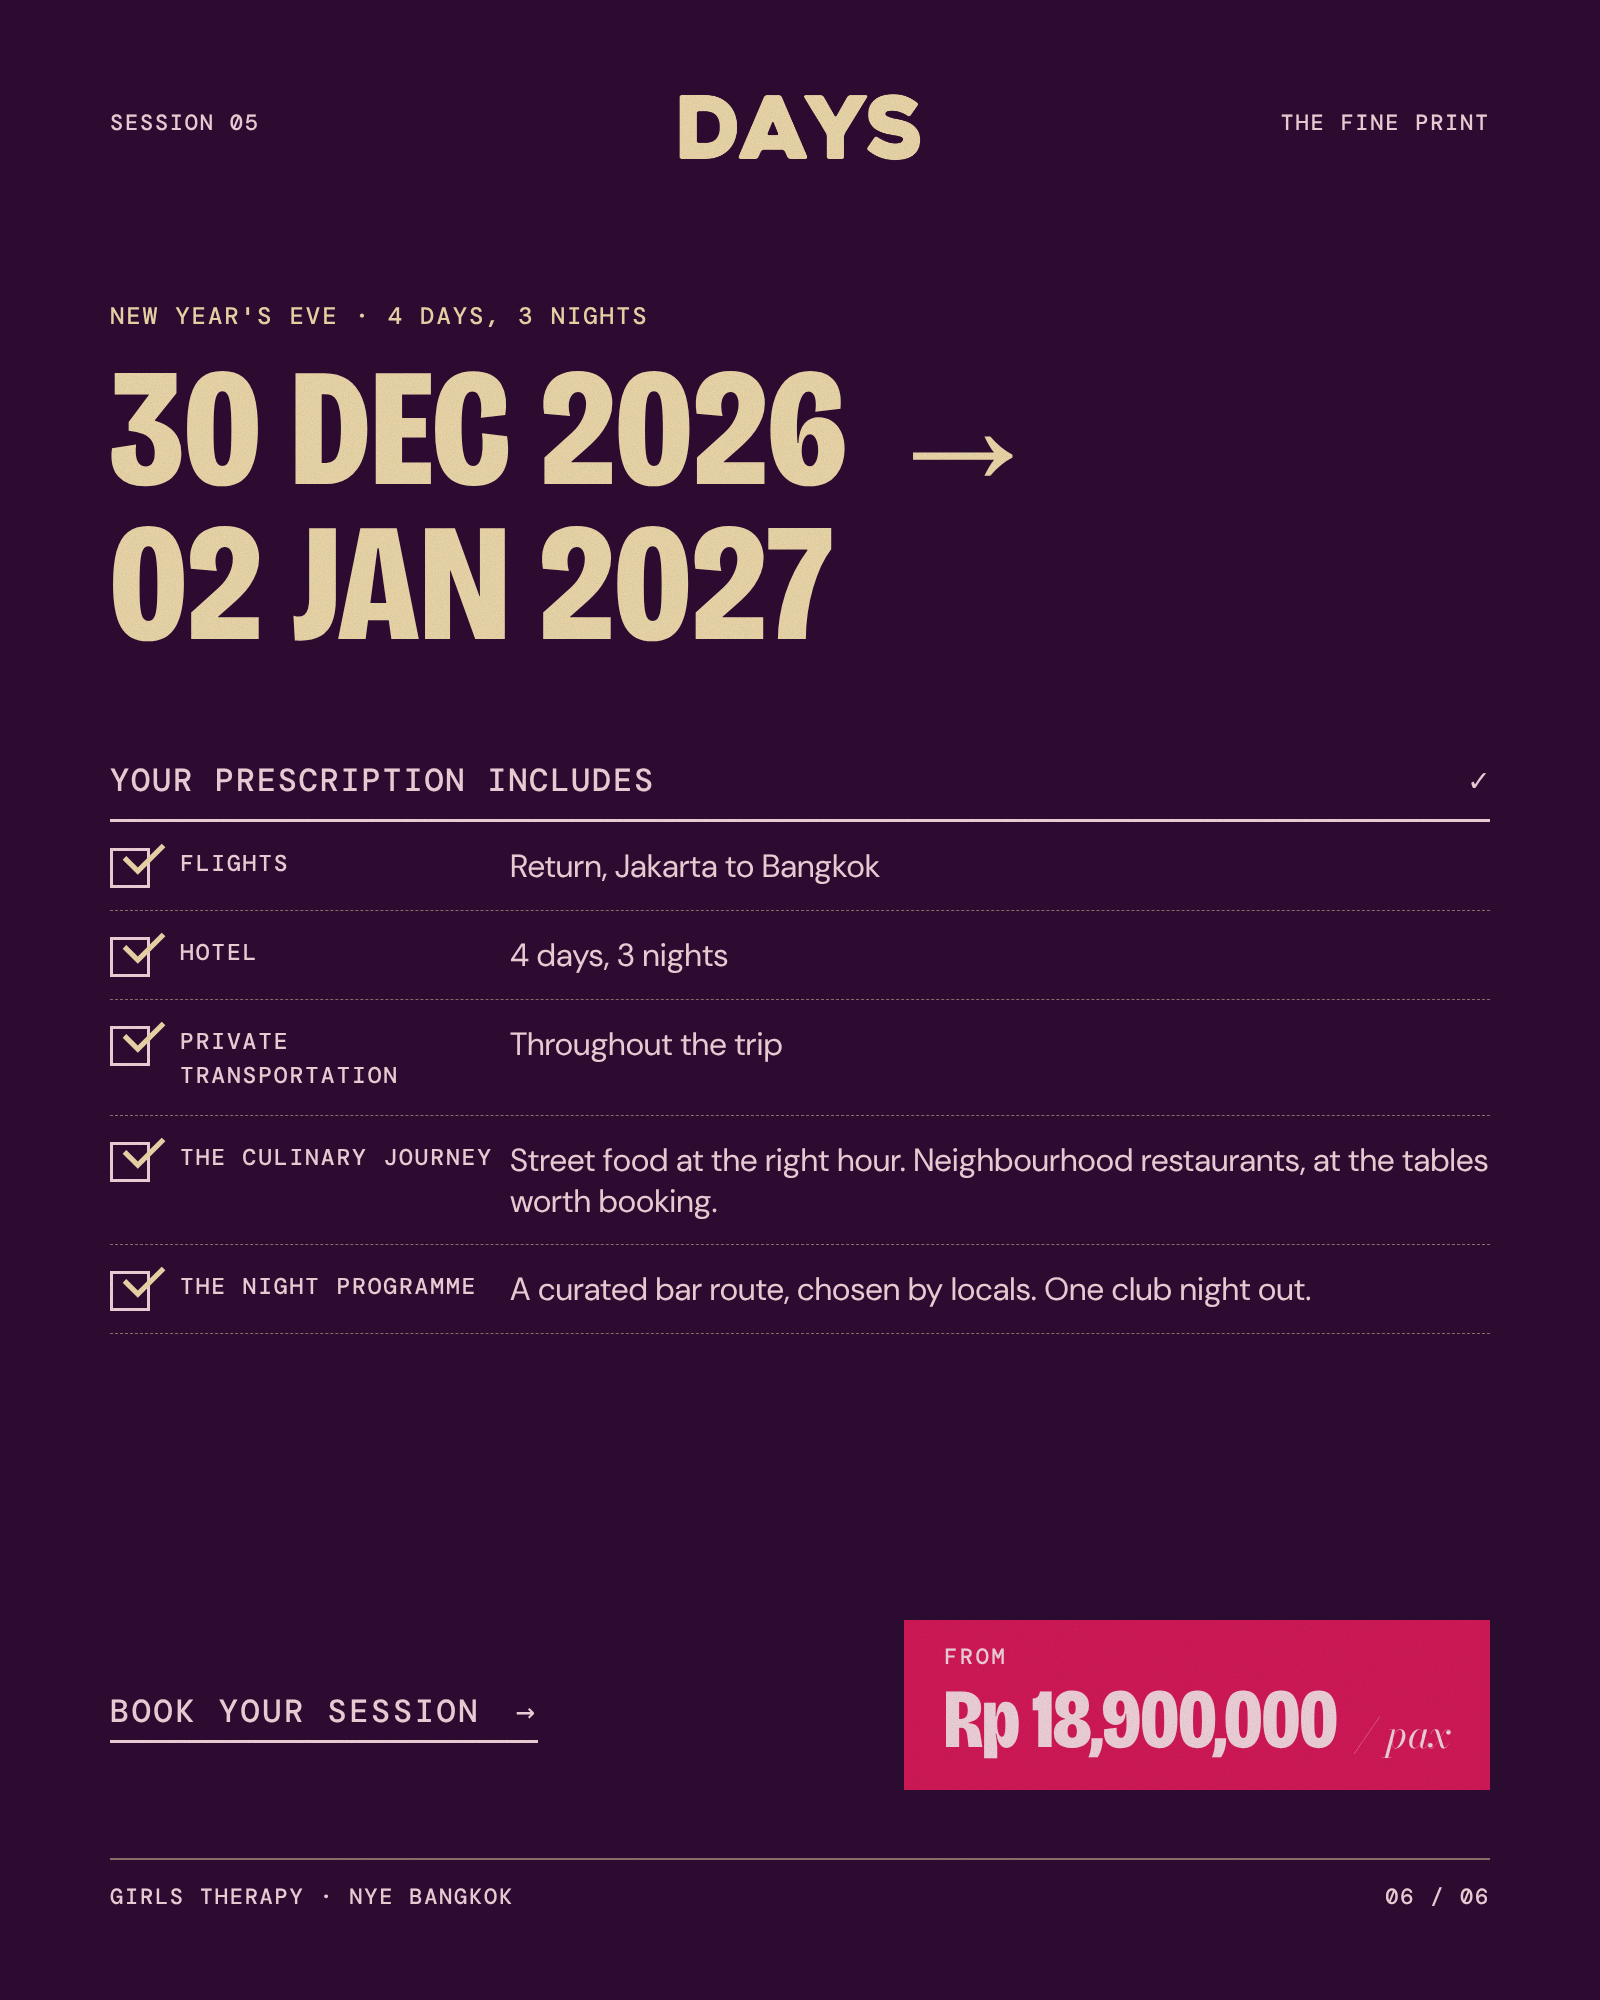 SESSION 05
DAYS
THE FINE PRINT
NEW YEAR'S EVE · 4 DAYS, 3 NIGHTS
30 DEC 2026 →
02 JAN 2027
YOUR PRESCRIPTION INCLUDES ✓
FLIGHTS
Return, Jakarta to Bangkok
HOTEL
4 days, 3 nights
PRIVATE
TRANSPORTATION
Throughout the trip
THE CULINARY JOURNEY
Street food at the right hour. Neighbourhood restaurants, at the tables
worth booking.
THE NIGHT PROGRAMME
A curated bar route, chosen by locals. One club night out.
BOOK YOUR SESSION →
FROM
Rp 18,900,000 / pax
GIRLS THERAPY · NYE BANGKOK
06 / 06